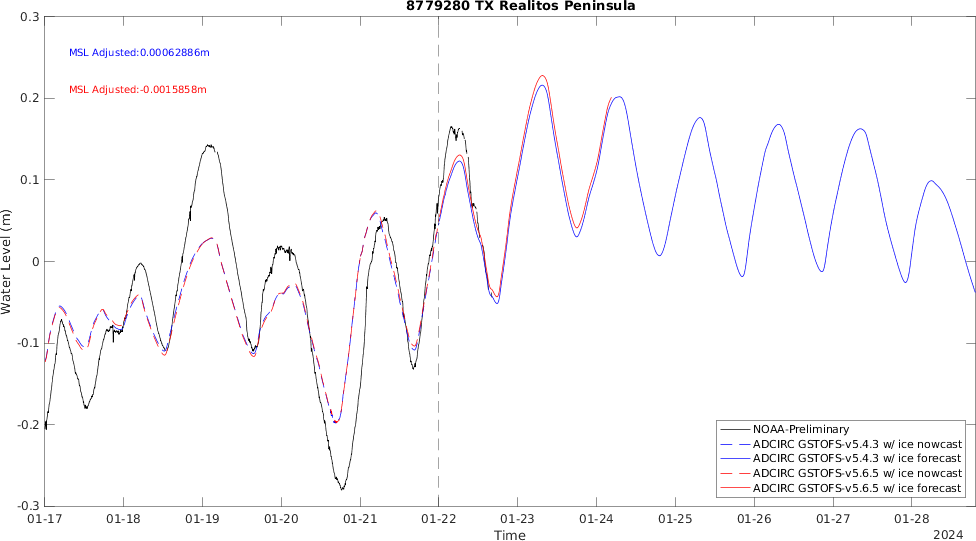 8779280 TX Realitos Peninsula
MSL Adjusted:0.00062886m
MSL Adjusted:-0.0015858m
Water Level (m)
0.3
0.2
0.1
0
-0.1
-0.2
-0.3
NOAA-Preliminary
ADCIRC GSTOFS-v5.4.3 w/ ice nowcast
ADCIRC GSTOFS-v5.4.3 w/ ice forecast
ADCIRC GSTOFS-v5.6.5 w/ ice nowcast
ADCIRC GSTOFS-v5.6.5 w/ ice forecast
01-17 01-18 01-19 01-20 01-21 01-22 01-23 01-24 01-25 01-26 01-27 01-28
Time
2024